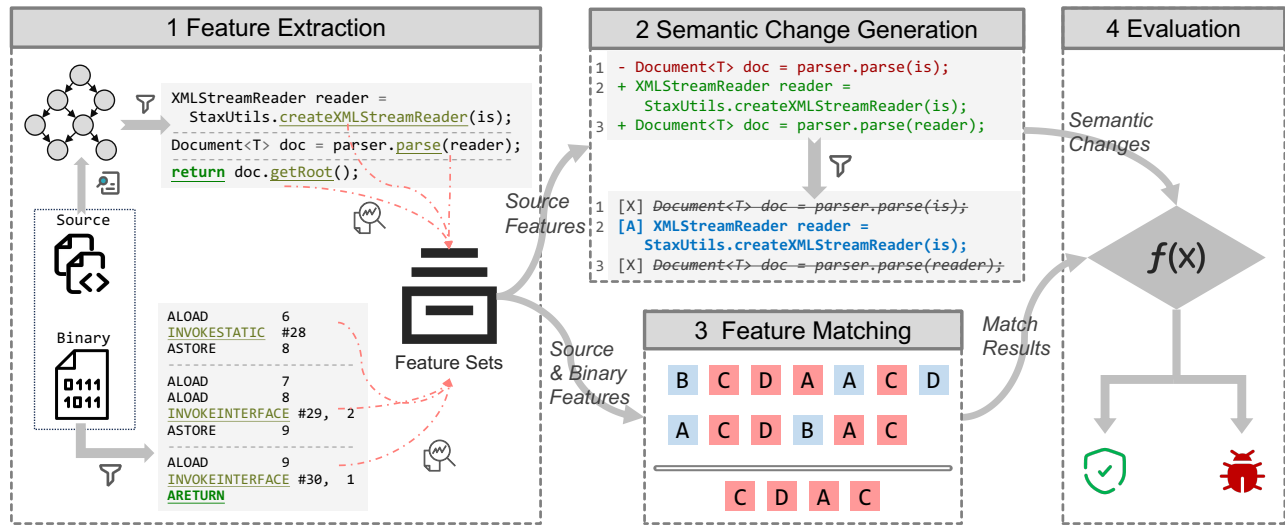 1 Feature Extraction
XMLStreamReader reader =
StaxUtils.createXMLStreamReader(is);
Document<T> doc = parser.parse(reader);
return doc.getRoot();
Source
Binary
0111
1011
ALOAD 6
INVOKESTATIC #28
ASTORE 8
ALOAD 7
ALOAD 8
INVOKEINTERFACE #29, 2
ASTORE 9
ALOAD 9
INVOKEINTERFACE #30, 1
ARETURN
Feature Sets
Source
Features
Source
& Binary
Features
2 Semantic Change Generation
1 - Document<T> doc = parser.parse(is);
2 + XMLStreamReader reader =
StaxUtils.createXMLStreamReader(is);
3 + Document<T> doc = parser.parse(reader);
1 [X] Document<T> doc = parser.parse(is);
2 [A] XMLStreamReader reader =
StaxUtils.createXMLStreamReader(is);
3 [X] Document<T> doc = parser.parse(reader);
3 Feature Matching
B C D A A C D
A C D B A C
C D A C
Semantic
Changes
Match
Results
4 Evaluation
f(x)